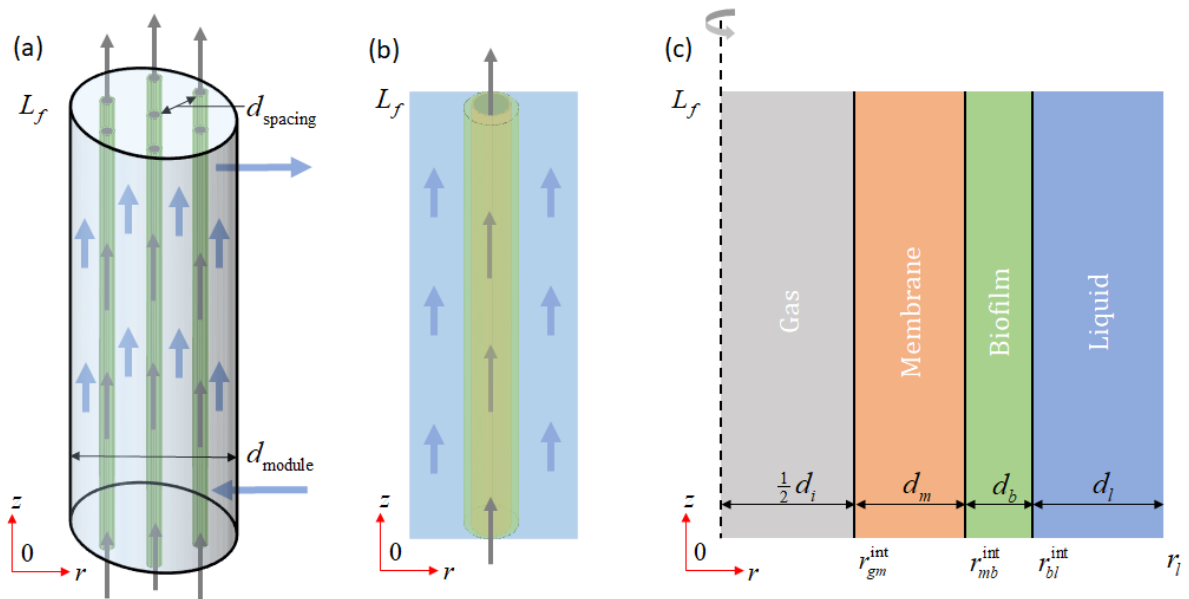 (a)
L_f
d_spacing
d_module
z
0
r
(b)
L_f
z
0
r
(c)
L_f
Gas
Membrane
Biofilm
Liquid
½ d_i
d_m
d_b
d_l
z
0
r
r_gm^int
r_mb^int
r_bl^int
r_l